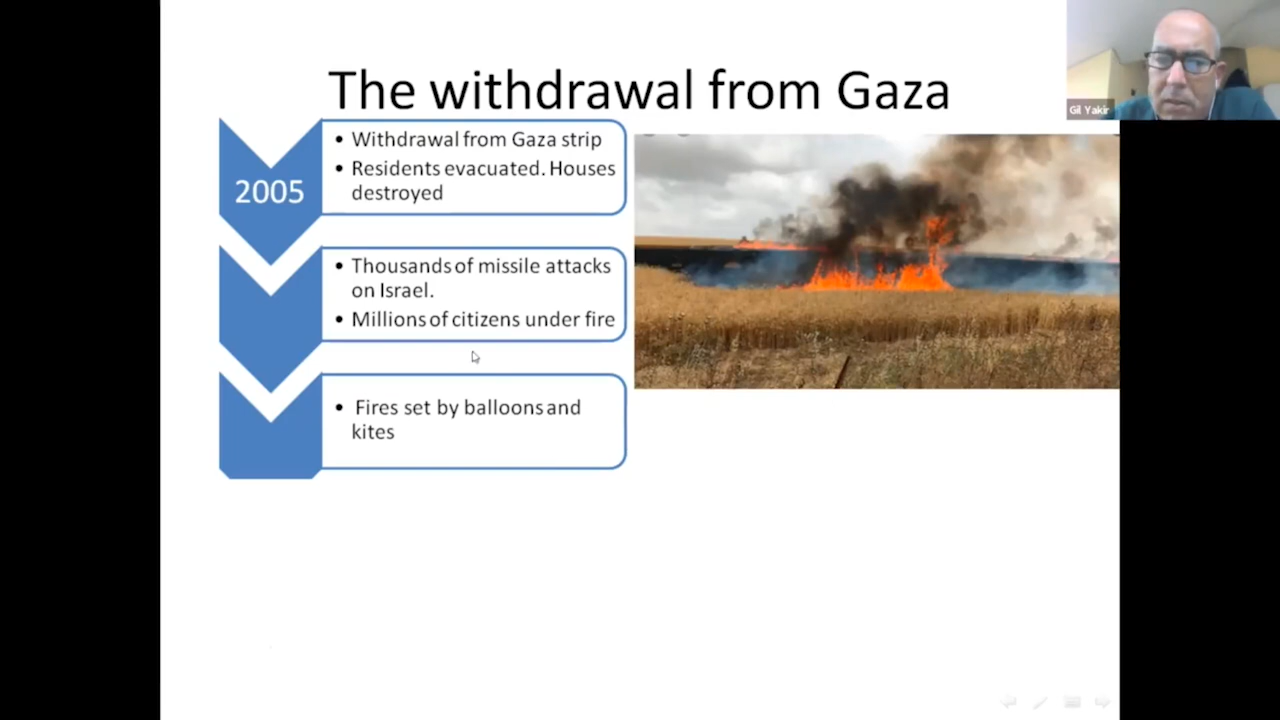 The withdrawal from Gaza
Gil Yakir
2005
• Withdrawal from Gaza strip
• Residents evacuated. Houses
destroyed
• Thousands of missile attacks
on Israel.
• Millions of citizens under fire
• Fires set by balloons and
kites